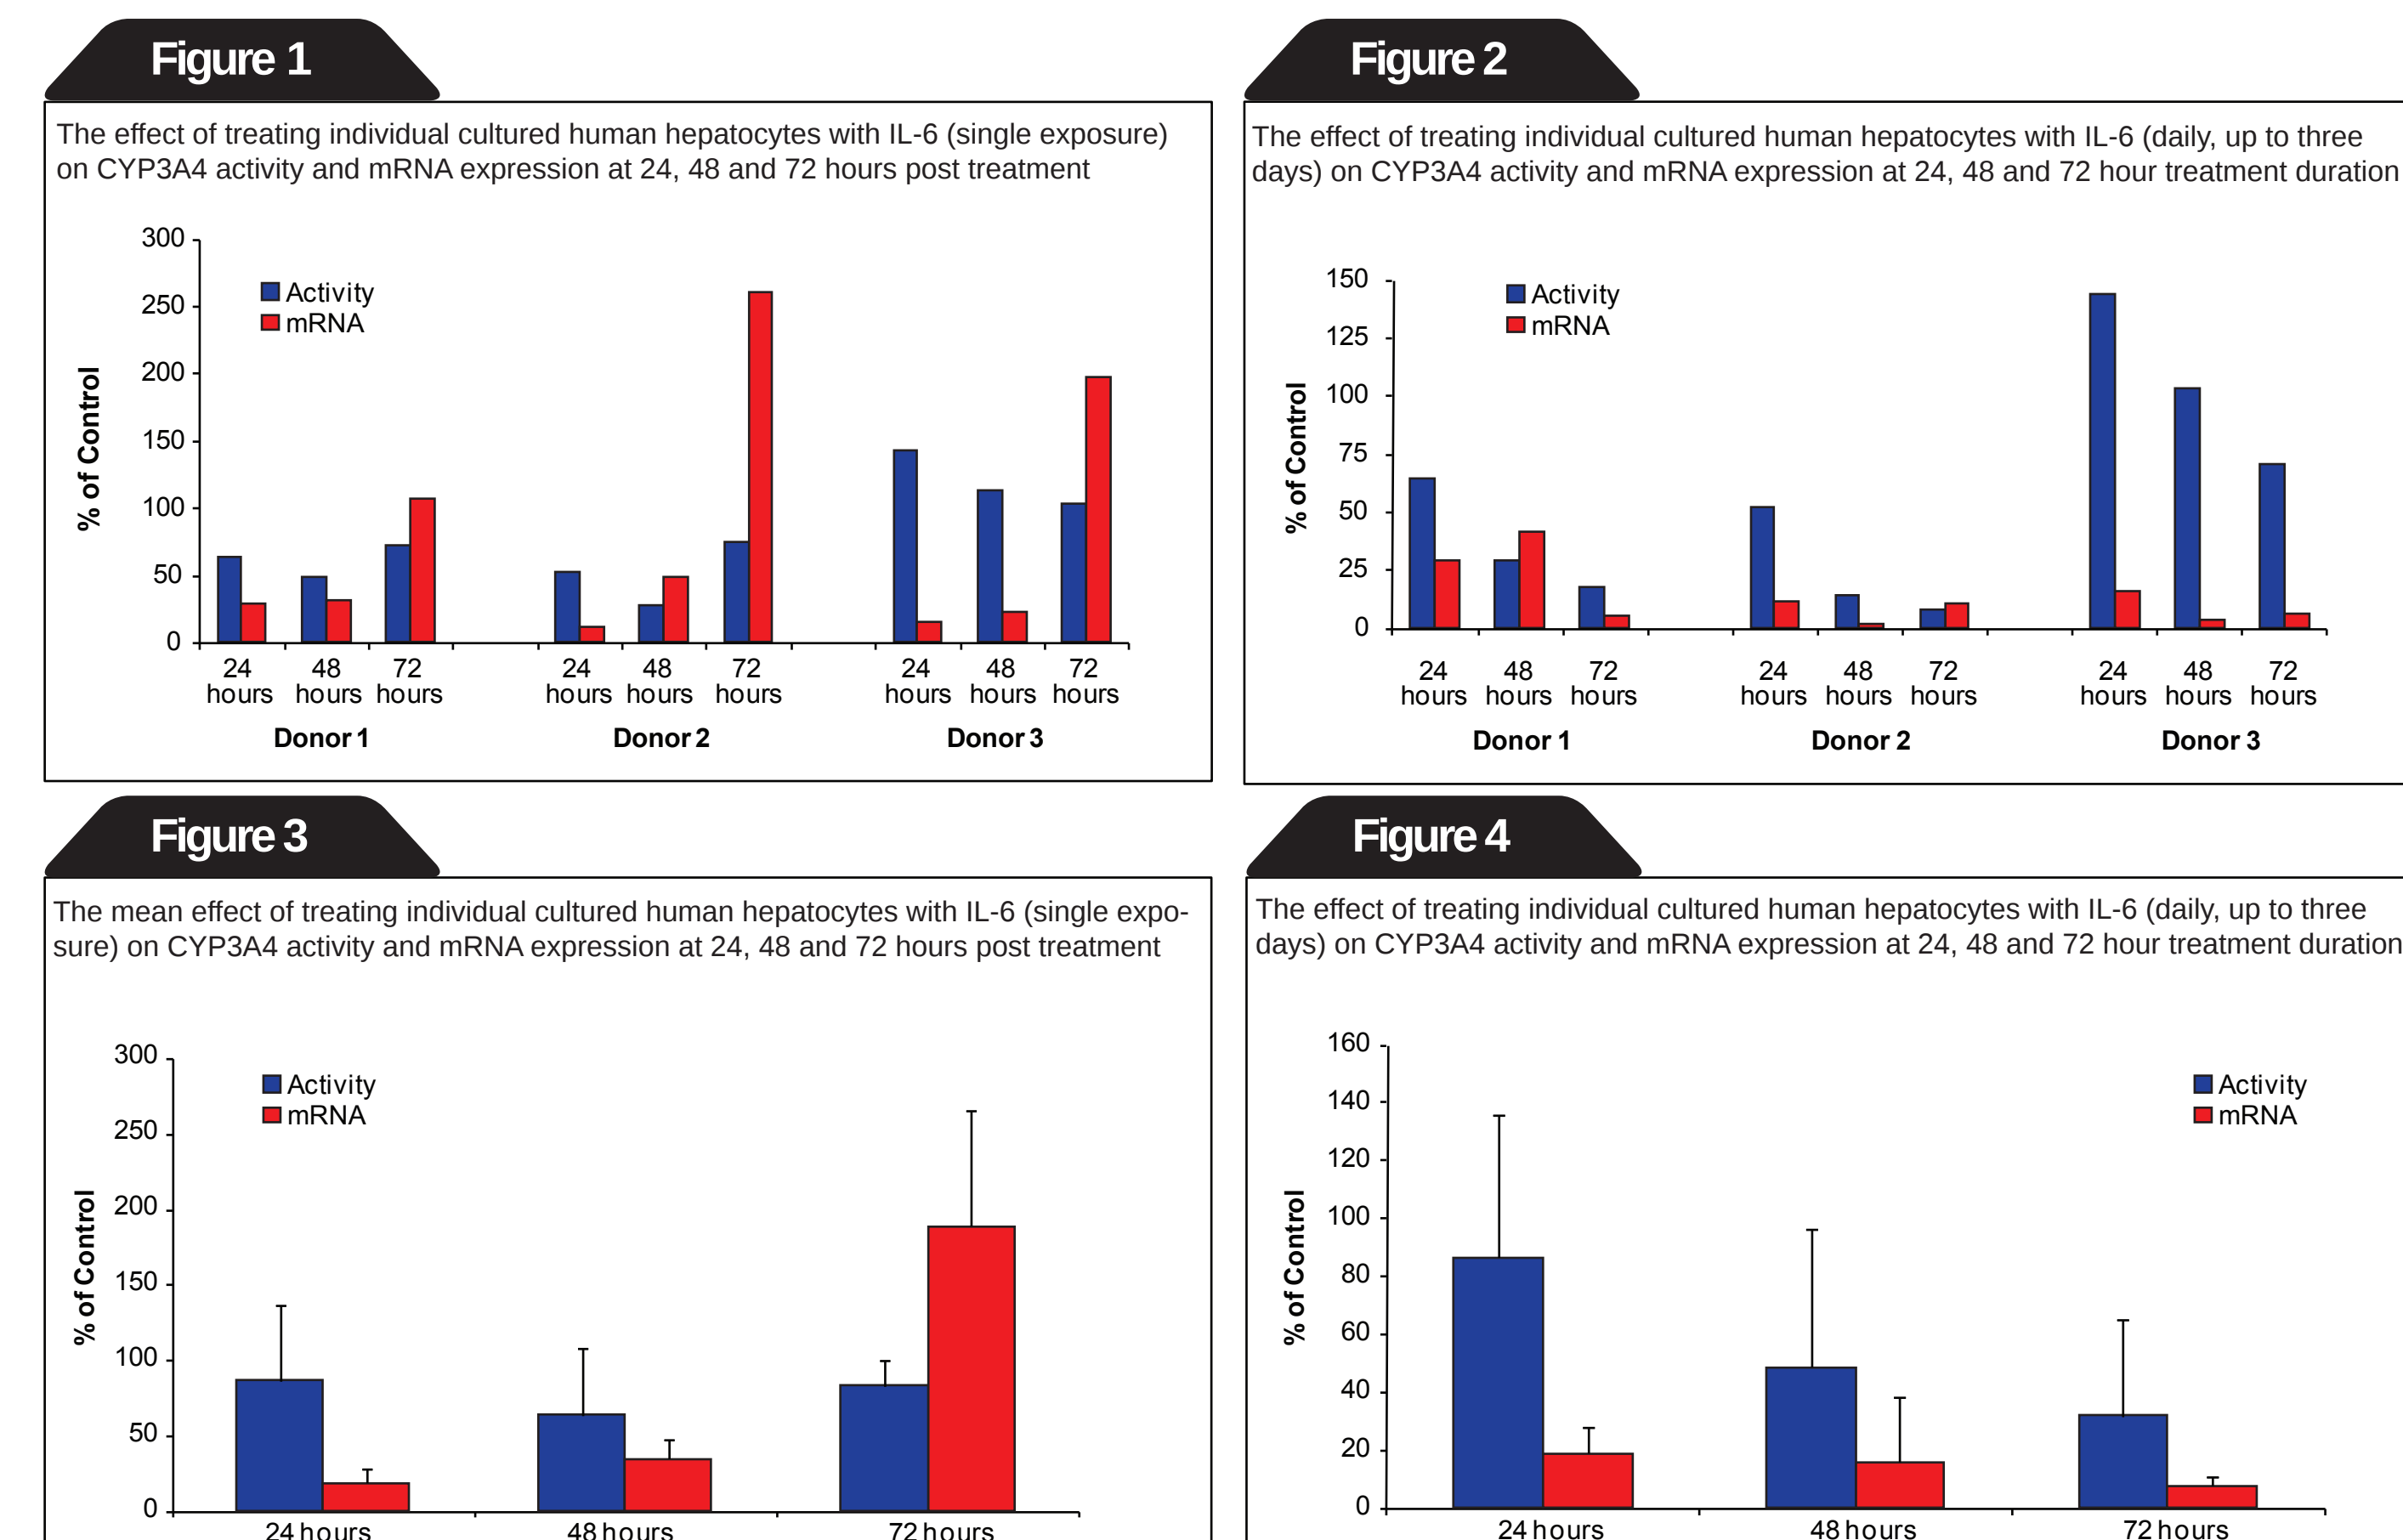 Figure 1
The effect of treating individual cultured human hepatocytes with IL-6 (single exposure)
on CYP3A4 activity and mRNA expression at 24, 48 and 72 hours post treatment
300
250
200
150
100
50
0
% of Control
Activity
mRNA
24 48 72 24 48 72 24 48 72
hours hours hours hours hours hours hours hours hours
Donor 1 Donor 2 Donor 3
Figure 2
The effect of treating individual cultured human hepatocytes with IL-6 (daily, up to three
days) on CYP3A4 activity and mRNA expression at 24, 48 and 72 hour treatment duration
150
125
100
75
50
25
0
% of Control
Activity
mRNA
24 48 72 24 48 72 24 48 72
hours hours hours hours hours hours hours hours hours
Donor 1 Donor 2 Donor 3
Figure 3
The mean effect of treating individual cultured human hepatocytes with IL-6 (single expo-
sure) on CYP3A4 activity and mRNA expression at 24, 48 and 72 hours post treatment
300
250
200
150
100
50
0
% of Control
Activity
mRNA
24 hours 48 hours 72 hours
Figure 4
The effect of treating individual cultured human hepatocytes with IL-6 (daily, up to three
days) on CYP3A4 activity and mRNA expression at 24, 48 and 72 hour treatment duration
160
140
120
100
80
60
40
20
0
% of Control
Activity
mRNA
24 hours 48 hours 72 hours